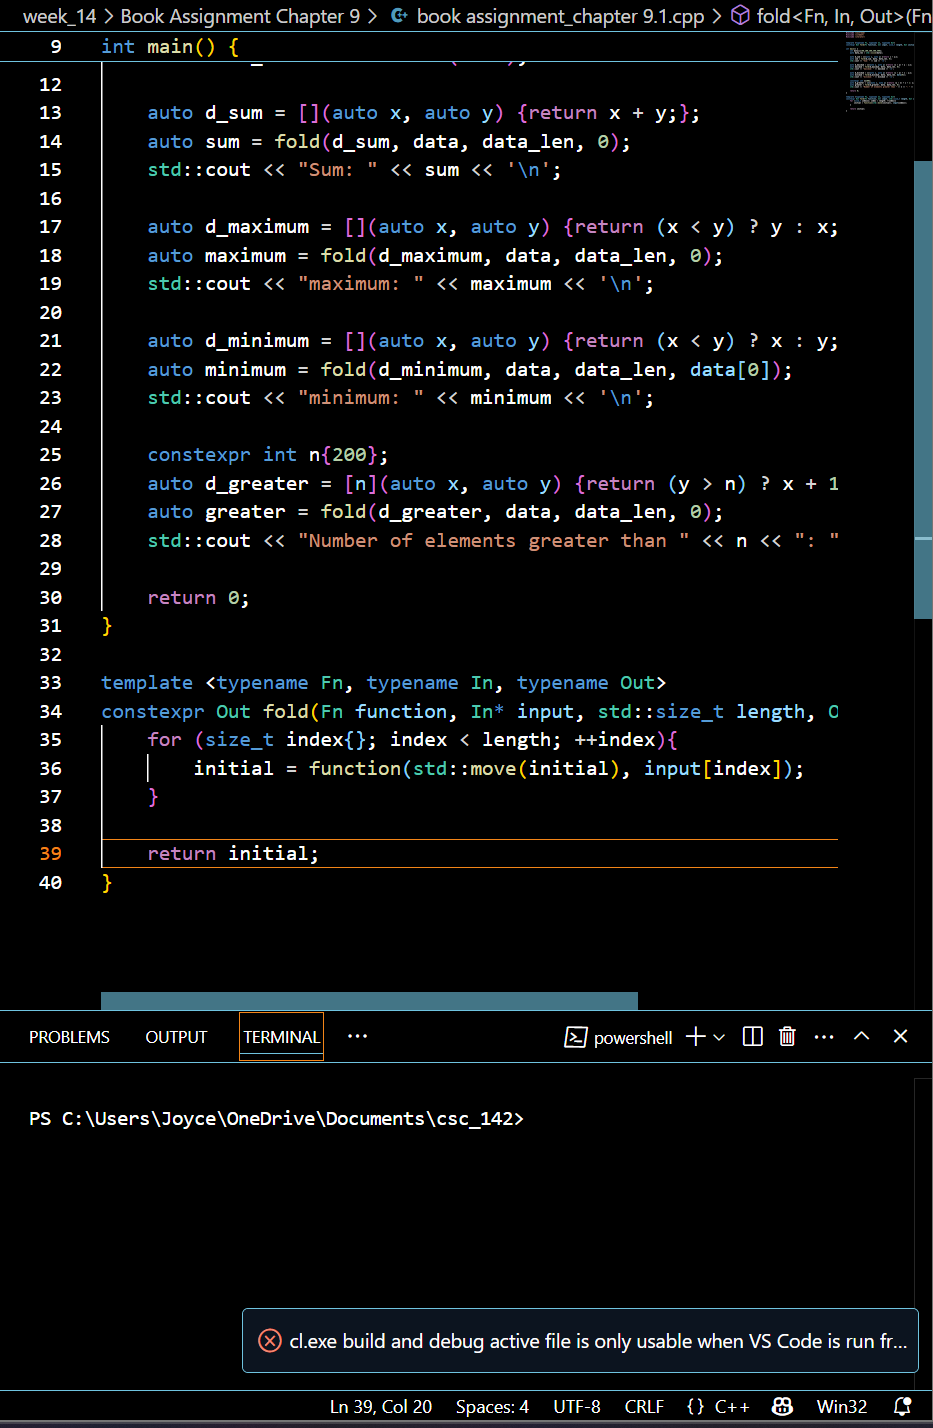 week_14 > Book Assignment Chapter 9 > C++ book assignment_chapter 9.1.cpp > fold<Fn, In, Out>(Fn
9 int main() {
12
13 auto d_sum = [](auto x, auto y) {return x + y;};
14 auto sum = fold(d_sum, data, data_len, 0);
15 std::cout << "Sum: " << sum << '\n';
16
17 auto d_maximum = [](auto x, auto y) {return (x < y) ? y : x;
18 auto maximum = fold(d_maximum, data, data_len, 0);
19 std::cout << "maximum: " << maximum << '\n';
20
21 auto d_minimum = [](auto x, auto y) {return (x < y) ? x : y;
22 auto minimum = fold(d_minimum, data, data_len, data[0]);
23 std::cout << "minimum: " << minimum << '\n';
24
25 constexpr int n{200};
26 auto d_greater = [n](auto x, auto y) {return (y > n) ? x + 1
27 auto greater = fold(d_greater, data, data_len, 0);
28 std::cout << "Number of elements greater than " << n << ": "
29
30 return 0;
31 }
32
33 template <typename Fn, typename In, typename Out>
34 constexpr Out fold(Fn function, In* input, std::size_t length, O
35 for (size_t index{}; index < length; ++index){
36 initial = function(std::move(initial), input[index]);
37 }
38
39 return initial;
40 }
PROBLEMS OUTPUT TERMINAL ··· powershell
PS C:\Users\Joyce\OneDrive\Documents\csc_142>
cl.exe build and debug active file is only usable when VS Code is run fr...
Ln 39, Col 20 Spaces: 4 UTF-8 CRLF {} C++ Win32